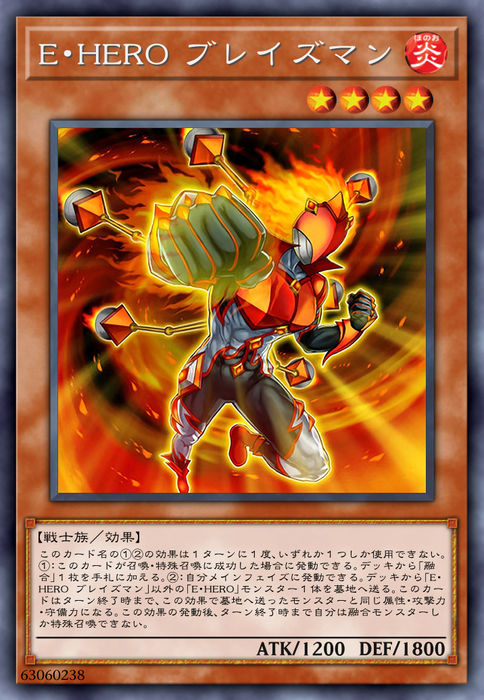 E・HERO ブレイズマン
ほのお
炎
【戦士族／効果】
このカード名の①②の効果は１ターンに１度、いずれか１つしか使用できない。
①：このカードが召喚・特殊召喚に成功した場合に発動できる。デッキから「融
合」１枚を手札に加える。②：自分メインフェイズに発動できる。デッキから「E・
HERO ブレイズマン」以外の「E・HERO」モンスター１体を墓地へ送る。このカー
ドはターン終了時まで、この効果で墓地へ送ったモンスターと同じ属性・攻撃力
・守備力になる。この効果の発動後、ターン終了時まで自分は融合モンスターし
か特殊召喚できない。
ATK/1200 DEF/1800
63060238